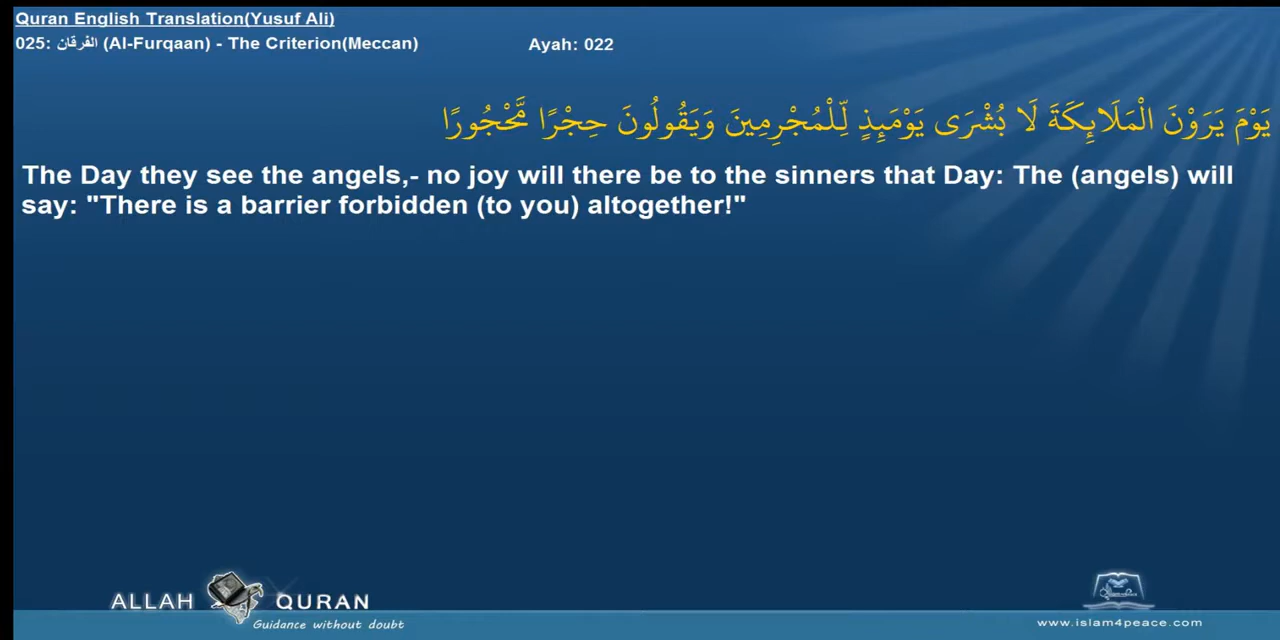 Quran English Translation(Yusuf Ali)
025: الفرقان (Al-Furqaan) - The Criterion(Meccan) Ayah: 022
يَوْمَ يَرَوْنَ الْمَلَائِكَةَ لَا بُشْرَى يَوْمَئِذٍ لِّلْمُجْرِمِينَ وَيَقُولُونَ حِجْرًا مَّحْجُورًا
The Day they see the angels,- no joy will there be to the sinners that Day: The (angels) will
say: "There is a barrier forbidden (to you) altogether!"
ALLAH QURAN
Guidance without doubt
www.islam4peace.com